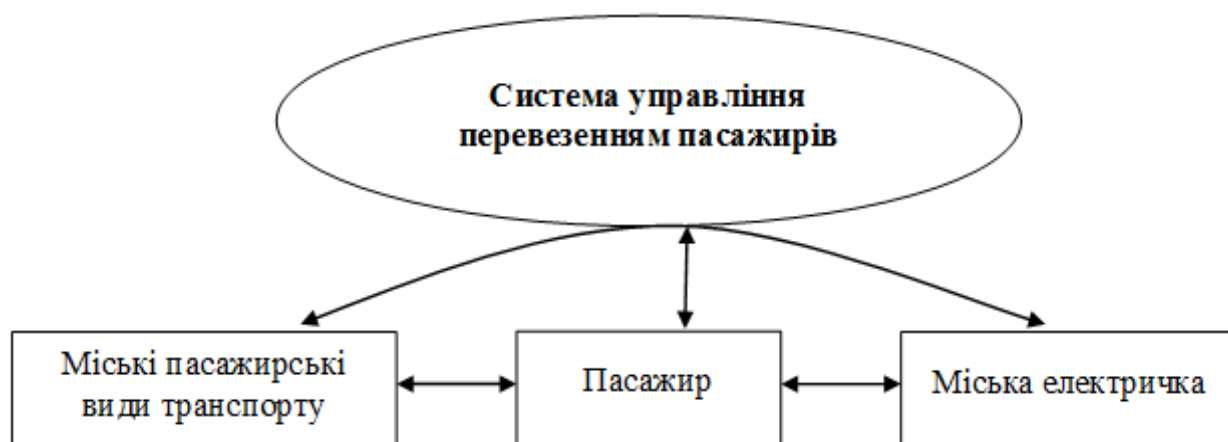 Система управління
перевезенням пасажирів
Міські пасажирські
види транспорту
Пасажир
Міська електричка